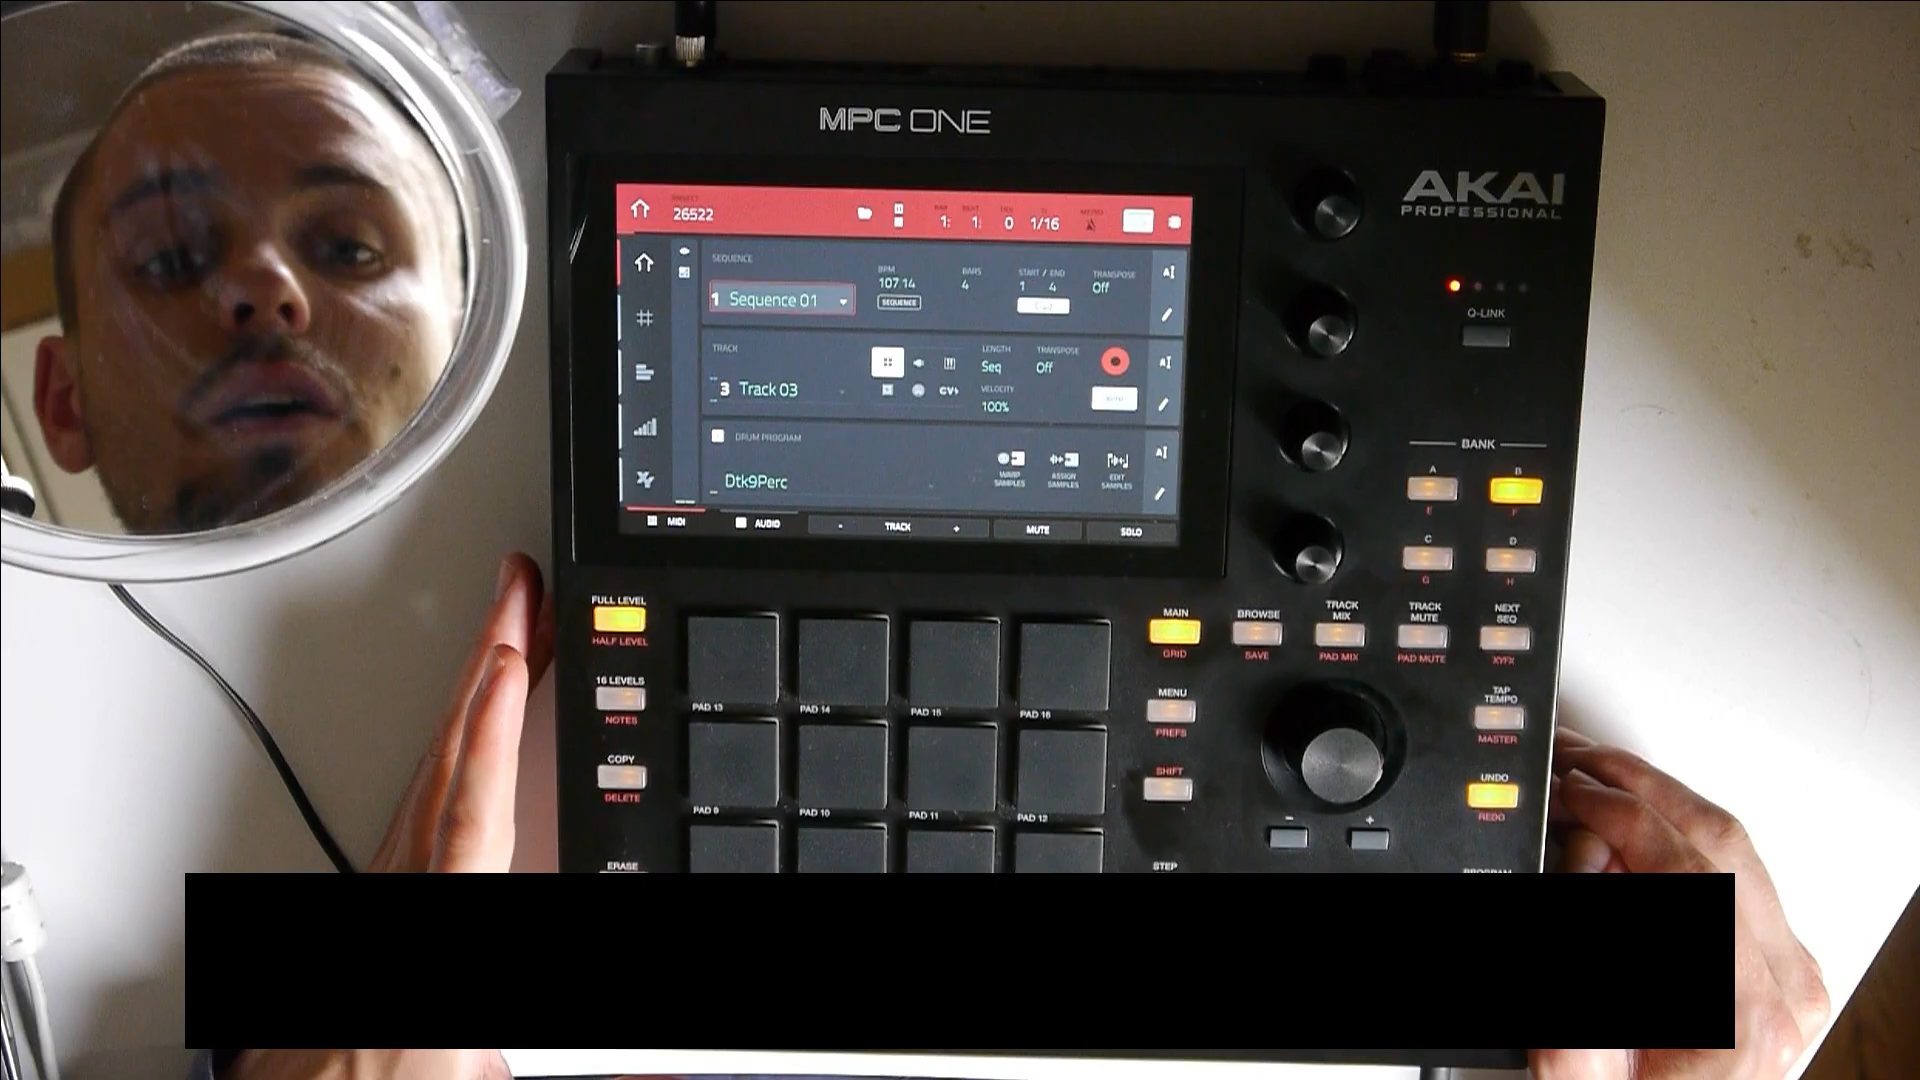 MPC ONE
AKAI
PROFESSIONAL
PROJECT
26522
BAR
BEAT
1:
1:
0
1/16
SEQUENCE
1 Sequence 01
BPM
107.14
SEQUENCE
BARS
4
START / END
1 4
TRANSPOSE
Off
TRACK
3 Track 03
CV
LENGTH
Seq
TRANSPOSE
Off
VELOCITY
100%
DRUM PROGRAM
Dtk9Perc
WARP SAMPLES
ASSIGN SAMPLES
EDIT SAMPLES
MIDI
AUDIO
- TRACK +
MUTE
SOLO
Q-LINK
BANK
A
B
E
F
C
D
G
H
FULL LEVEL
HALF LEVEL
16 LEVELS
NOTES
COPY
DELETE
ERASE
PAD 13
PAD 14
PAD 15
PAD 16
PAD 9
PAD 10
PAD 11
PAD 12
MAIN
GRID
BROWSE
SAVE
TRACK MIX
PAD MIX
TRACK MUTE
PAD MUTE
NEXT SEQ
XYFX
MENU
PREFS
TAP TEMPO
MASTER
SHIFT
UNDO
REDO
- +
STEP